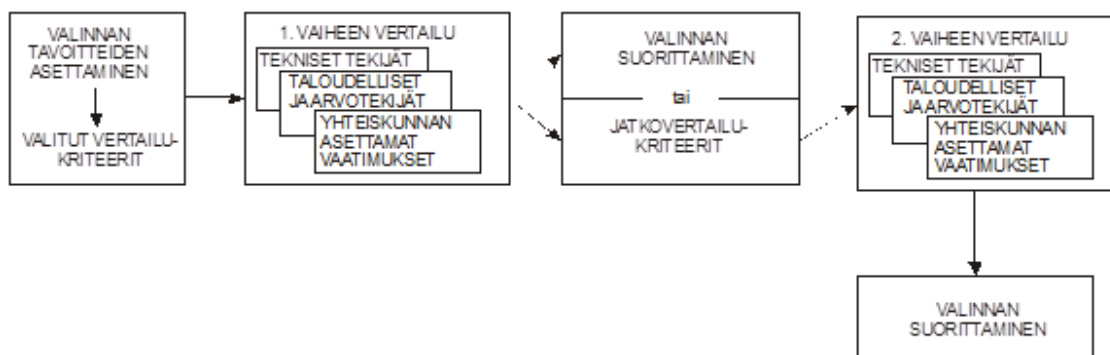 VALINNAN
TAVOITTEIDEN
ASETTAMINEN
VALITUT VERTAILU-
KRITEERIT
1. VAIHEEN VERTAILU
TEKNISET TEKIJÄT
TALOUDELLISET
JAARVOTEKIJÄT
YHTEISKUNNAN
ASETTAMAT
VAATIMUKSET
VALINNAN
SUORITTAMINEN
tai
JATKOVERTAILU-
KRITEERIT
2. VAIHEEN VERTAILU
TEKNISET TEKIJÄT
TALOUDELLISET
JAARVOTEKIJÄT
YHTEISKUNNAN
ASETTAMAT
VAATIMUKSET
VALINNAN
SUORITTAMINEN